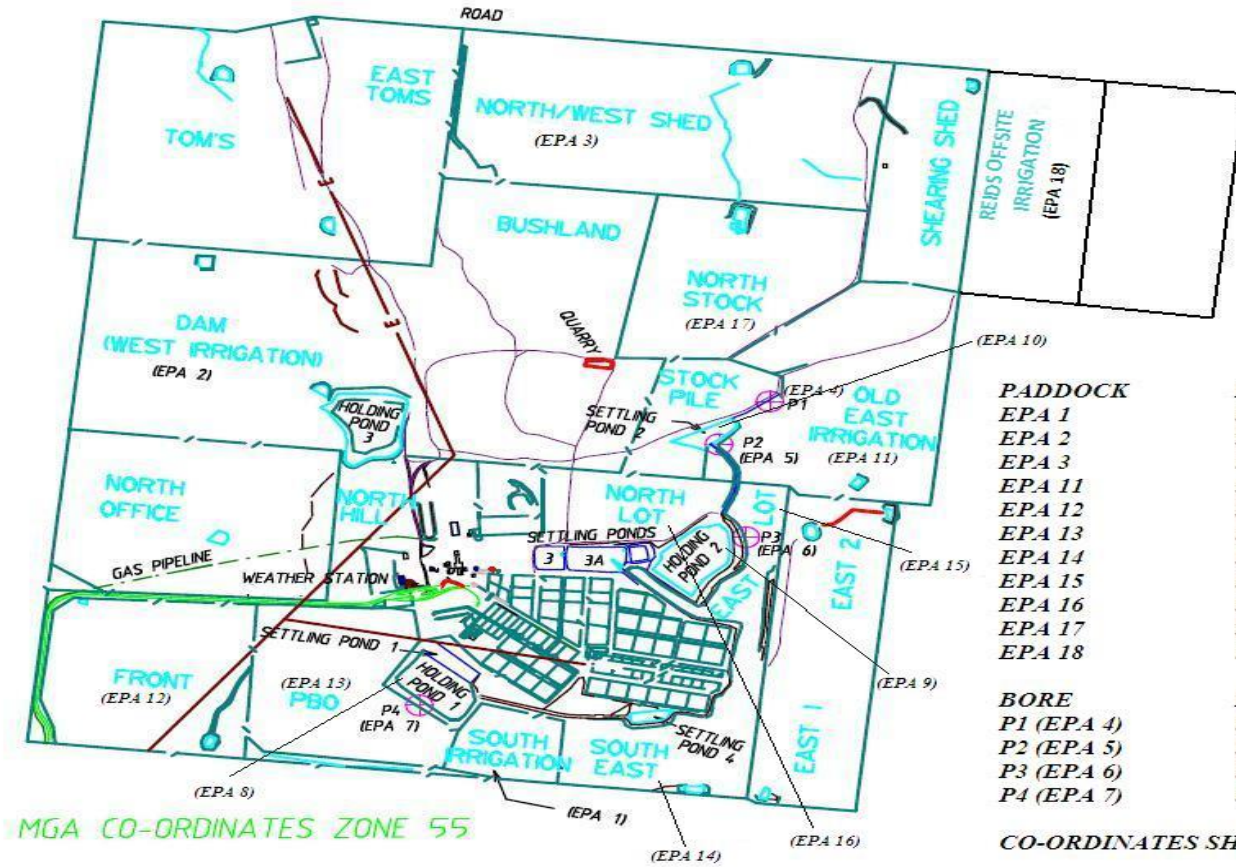 ROAD
TOM'S
EAST
TOMS
NORTH/WEST SHED
(EPA 3)
SHEARING SHED
REIDS OFFSITE
IRRIGATION
(EPA 18)
E
BUSHLAND
NORTH
STOCK
(EPA 17)
DAM
(WEST IRRIGATION)
(EPA 2)
E
QUARRY
(EPA 10)
STOCK
PILE
(EPA 4)
P1
SETTLING
POND 2
OLD
EAST
IRRIGATION
(EPA 11)
P2
(EPA 5)
HOLDING
POND
3
NORTH
OFFICE
NORTH
HILL
NORTH
LOT
EAST LOT
SETTLING PONDS
3
3A
HOLDING
POND 2
P3
(EPA 6)
EAST 2
(EPA 15)
GAS PIPELINE
WEATHER STATION
SETTLING POND 1
HOLDING
POND 1
FRONT
(EPA 12)
(EPA 13)
PBO
P4
(EPA 7)
(EPA 9)
SOUTH
IRRIGATION
SOUTH
EAST
SETTLING
POND 4
EAST 1
(EPA 8)
(EPA 1)
(EPA 14)
(EPA 16)
MGA CO-ORDINATES ZONE 55
PADDOCK
EPA 1
EPA 2
EPA 3
EPA 11
EPA 12
EPA 13
EPA 14
EPA 15
EPA 16
EPA 17
EPA 18
BORE
P1 (EPA 4)
P2 (EPA 5)
P3 (EPA 6)
P4 (EPA 7)
CO-ORDINATES SH